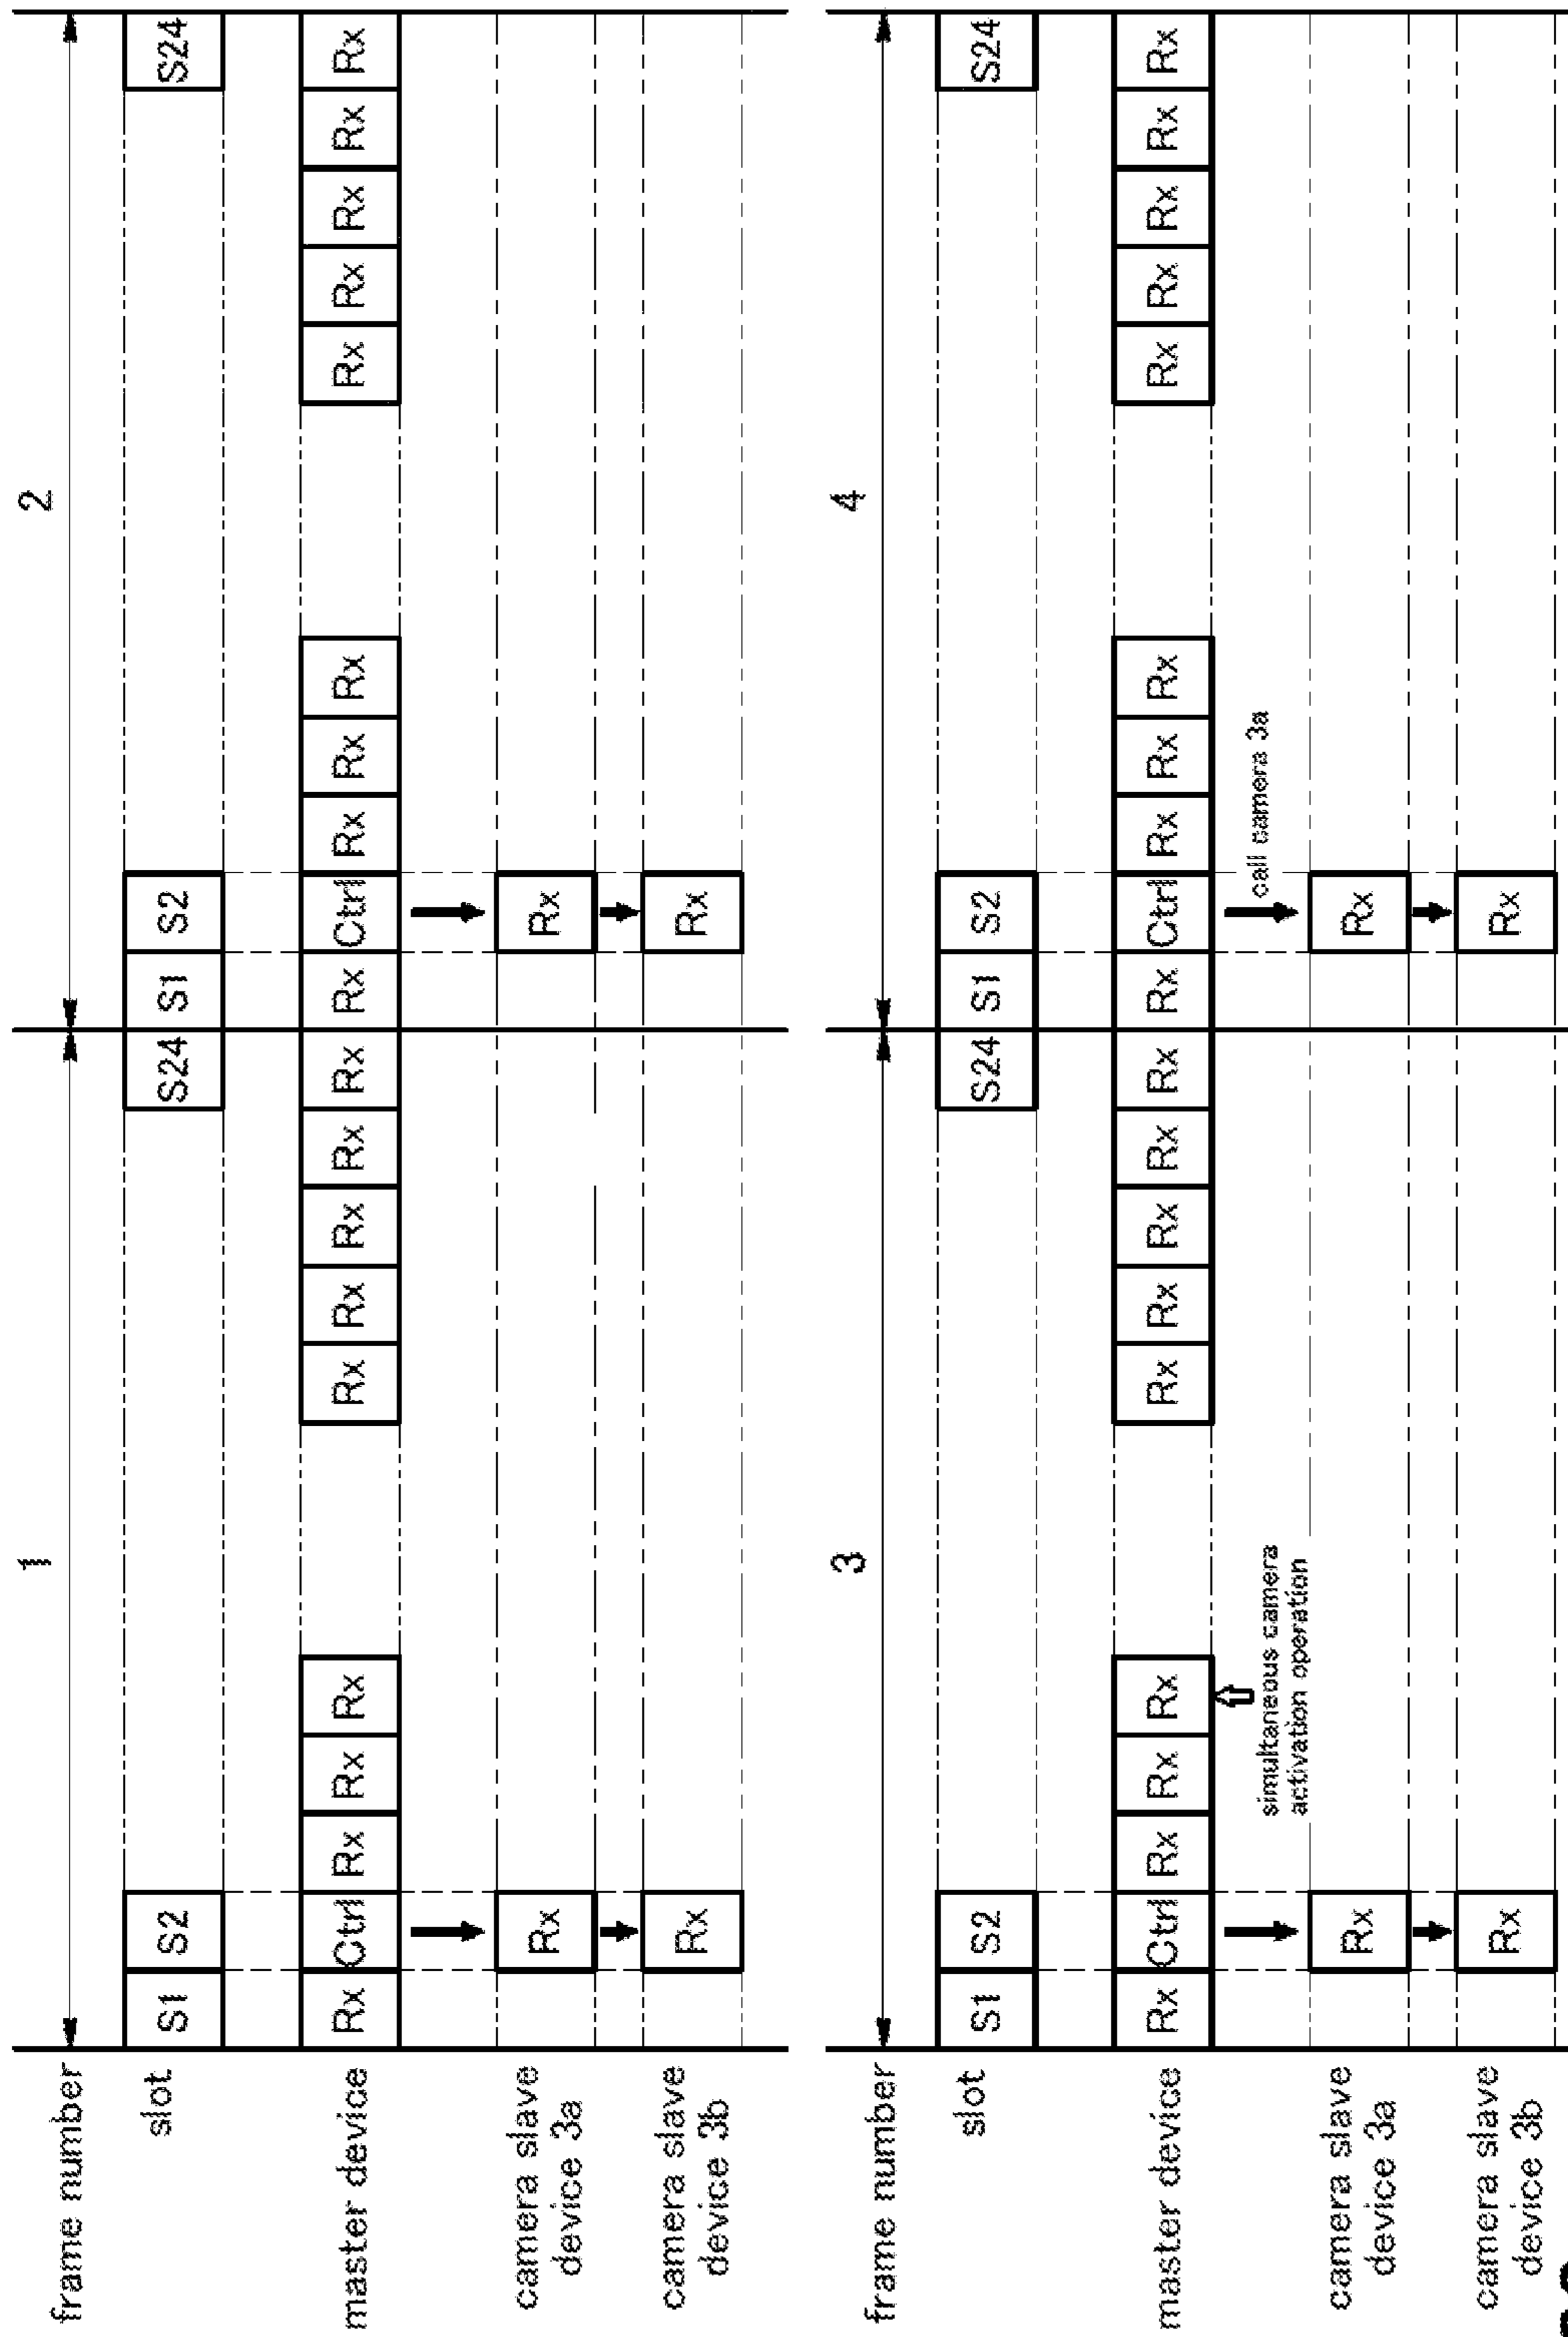 frame number 1 2
slot S1 S2 S24 S1 S2 S24
master device Rx Ctrl Rx Rx Rx Rx Rx Rx Rx Rx Rx Ctrl Rx Rx Rx Rx Rx Rx Rx Rx
camera slave
device 3a Rx Rx
camera slave
device 3b Rx Rx
frame number 3 4
slot S1 S2 S24 S1 S2 S24
master device Rx Ctrl Rx Rx Rx Rx Rx Rx Rx Rx Rx Ctrl Rx Rx Rx Rx Rx Rx Rx Rx
simultaneous camera
activation operation
call camera 3a
camera slave
device 3a Rx Rx
camera slave
device 3b Rx Rx